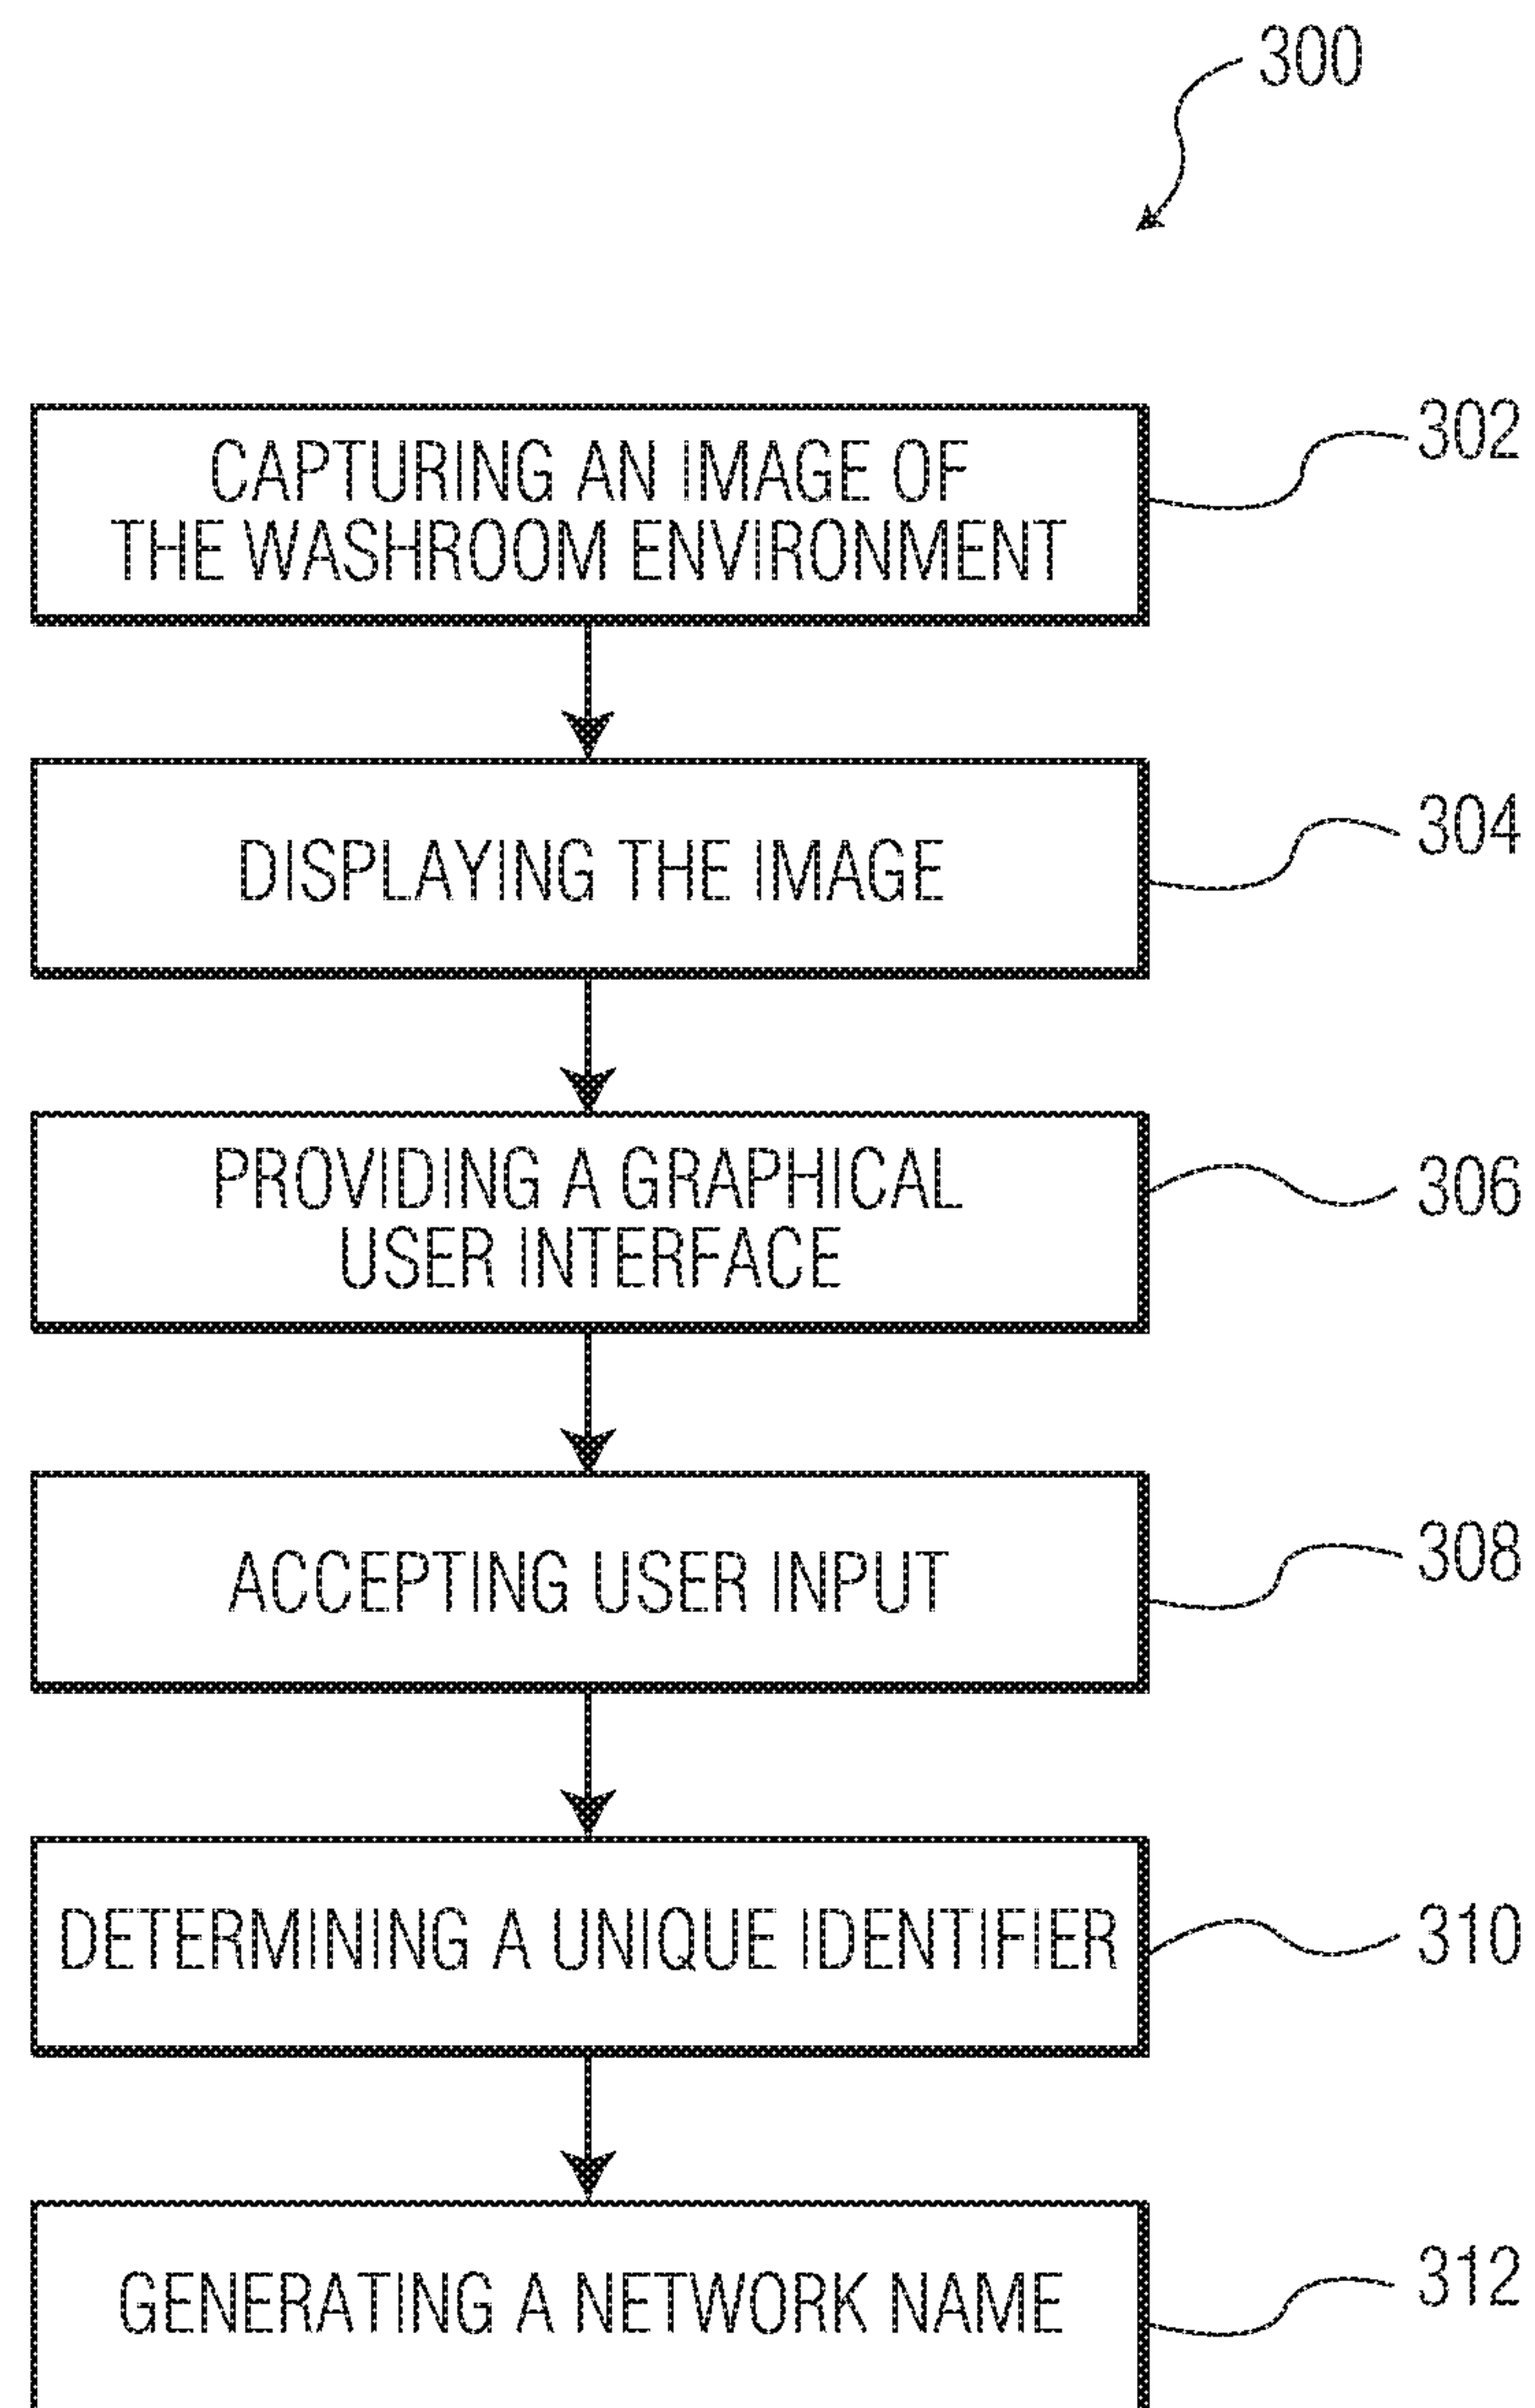 300
CAPTURING AN IMAGE OF
THE WASHROOM ENVIRONMENT
302
DISPLAYING THE IMAGE
304
PROVIDING A GRAPHICAL
USER INTERFACE
306
ACCEPTING USER INPUT
308
DETERMINING A UNIQUE IDENTIFIER
310
GENERATING A NETWORK NAME
312